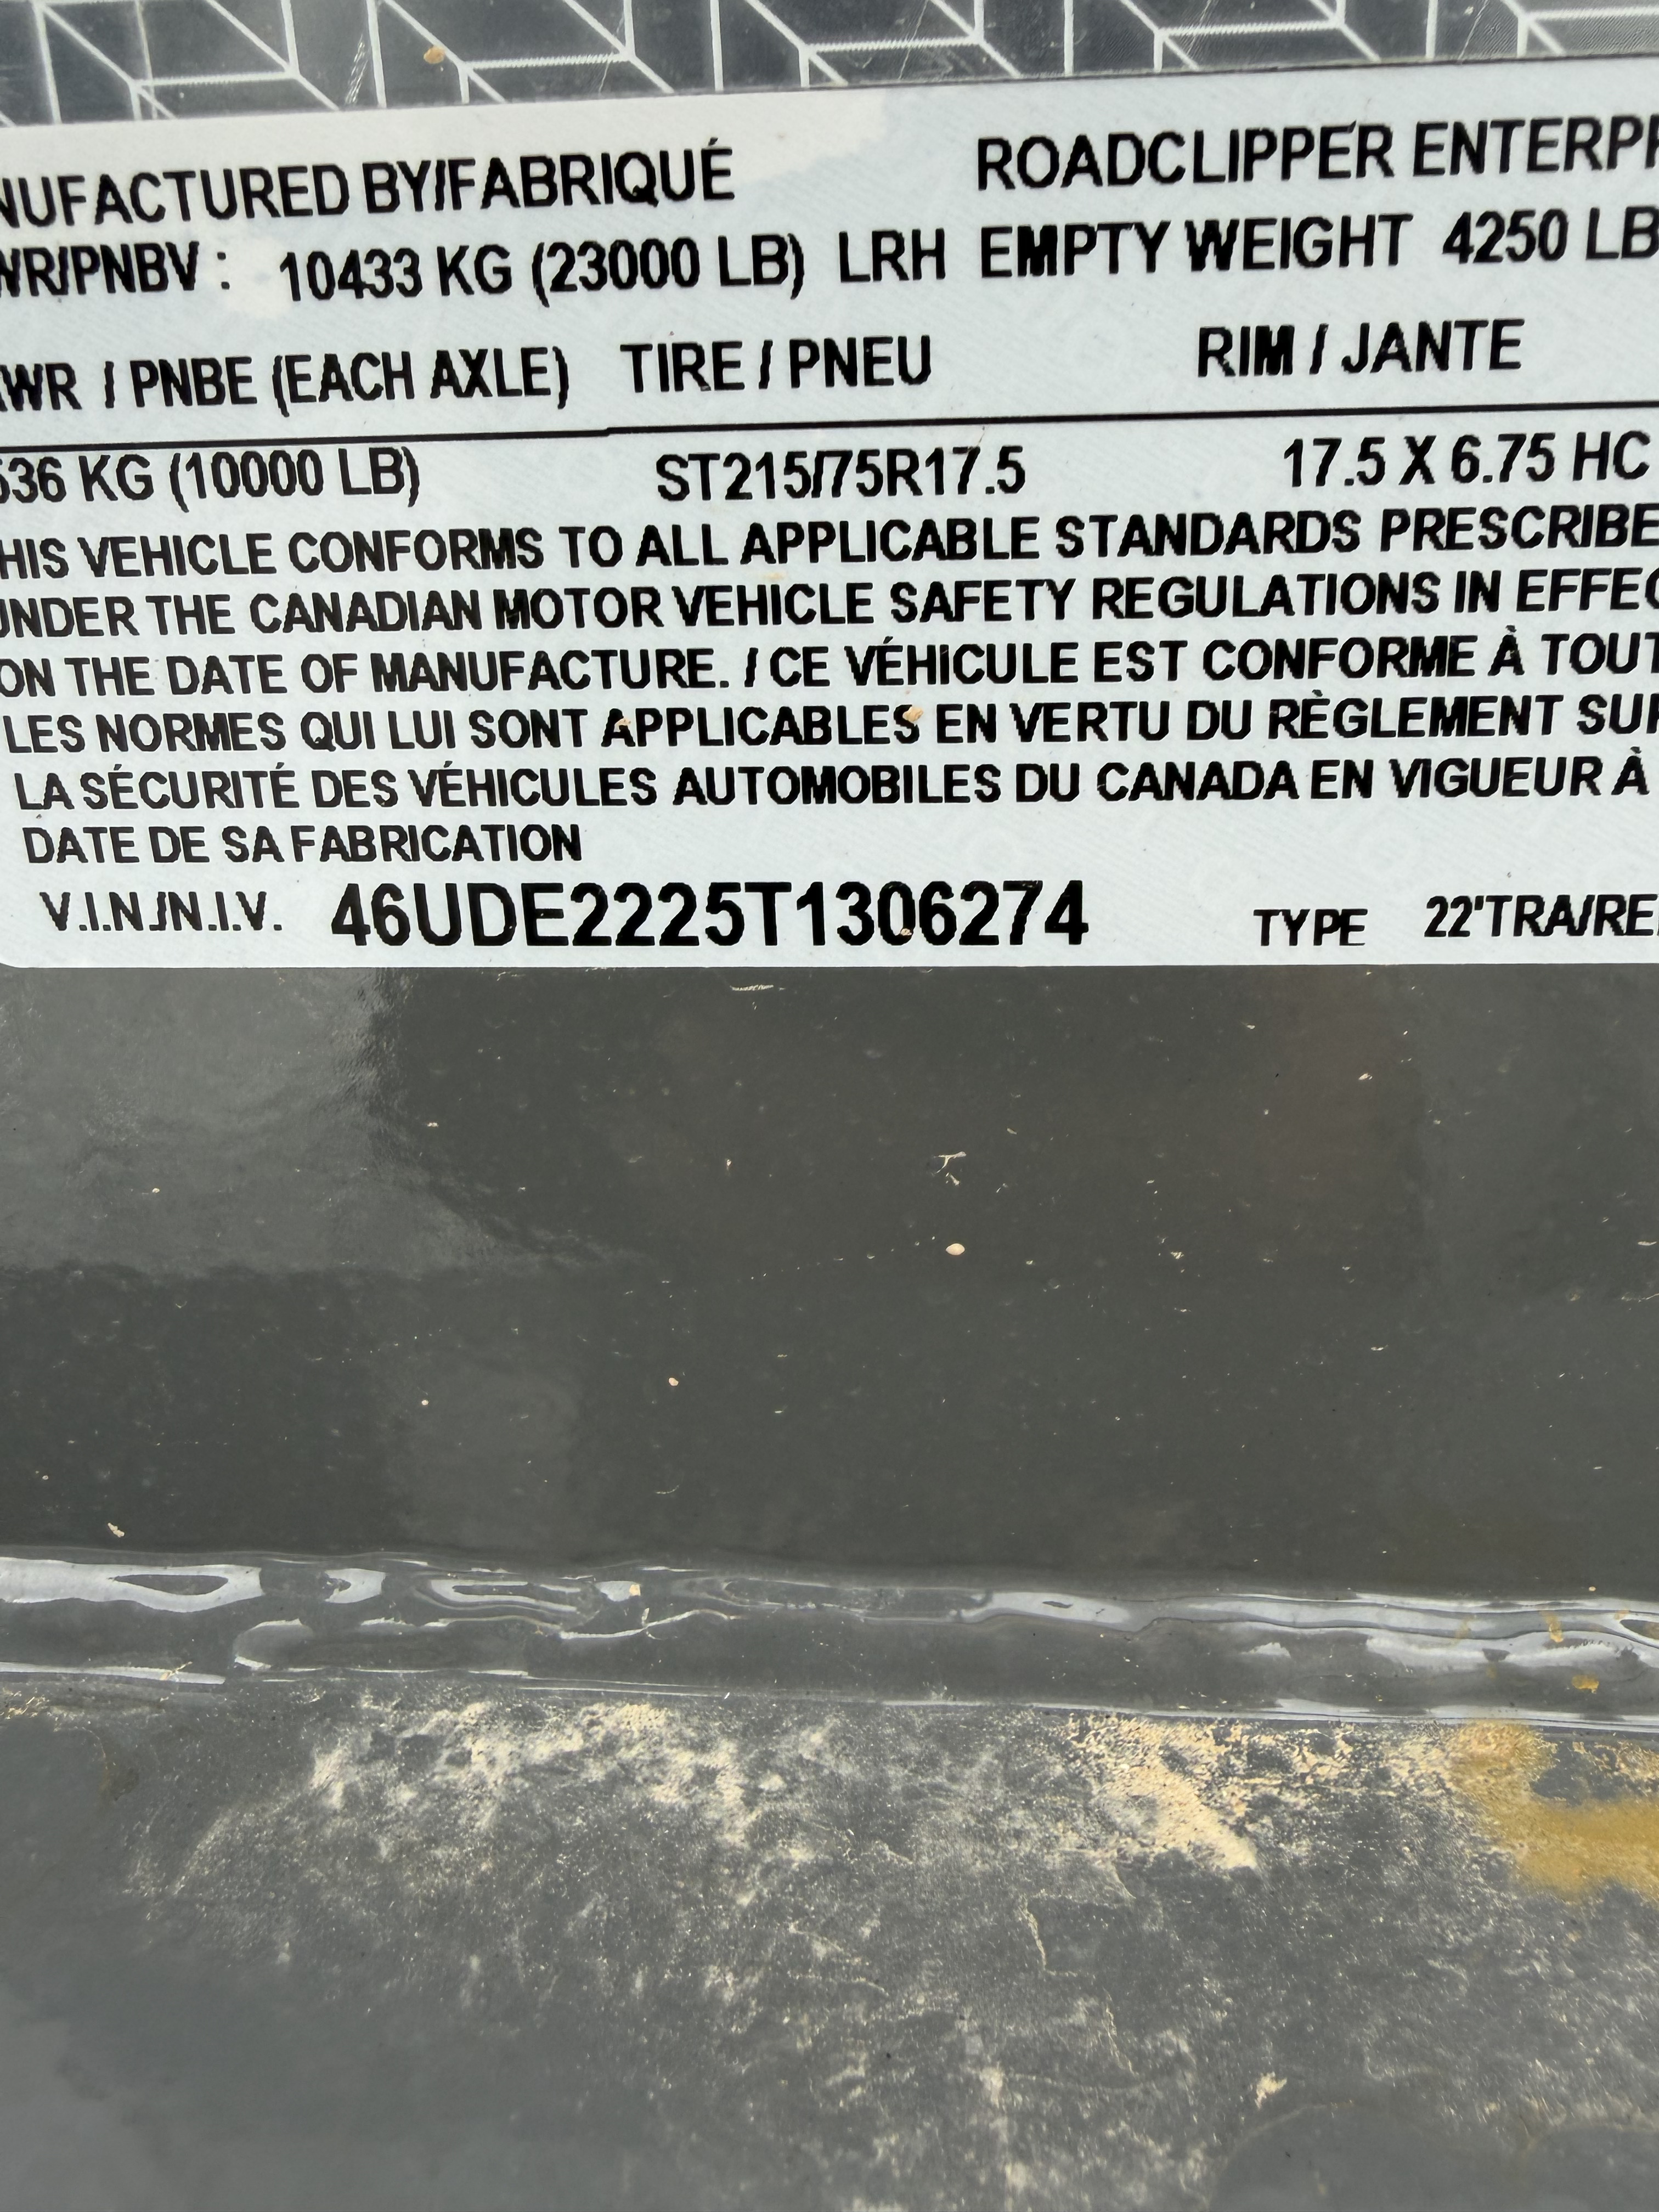 NUFACTURED BY/FABRIQUÉ ROADCLIPPER ENTERPR
WR/PNBV : 10433 KG (23000 LB) LRH EMPTY WEIGHT 4250 LB
WR / PNBE (EACH AXLE) TIRE / PNEU RIM / JANTE
536 KG (10000 LB) ST215/75R17.5 17.5 X 6.75 HC
HIS VEHICLE CONFORMS TO ALL APPLICABLE STANDARDS PRESCRIBE
UNDER THE CANADIAN MOTOR VEHICLE SAFETY REGULATIONS IN EFFEC
ON THE DATE OF MANUFACTURE. / CE VÉHICULE EST CONFORME À TOUT
LES NORMES QUI LUI SONT APPLICABLES EN VERTU DU RÈGLEMENT SUR
LA SÉCURITÉ DES VÉHICULES AUTOMOBILES DU CANADA EN VIGUEUR À
DATE DE SA FABRICATION
V.I.N./N.I.V. 46UDE2225T1306274 TYPE 22'TRA/RE